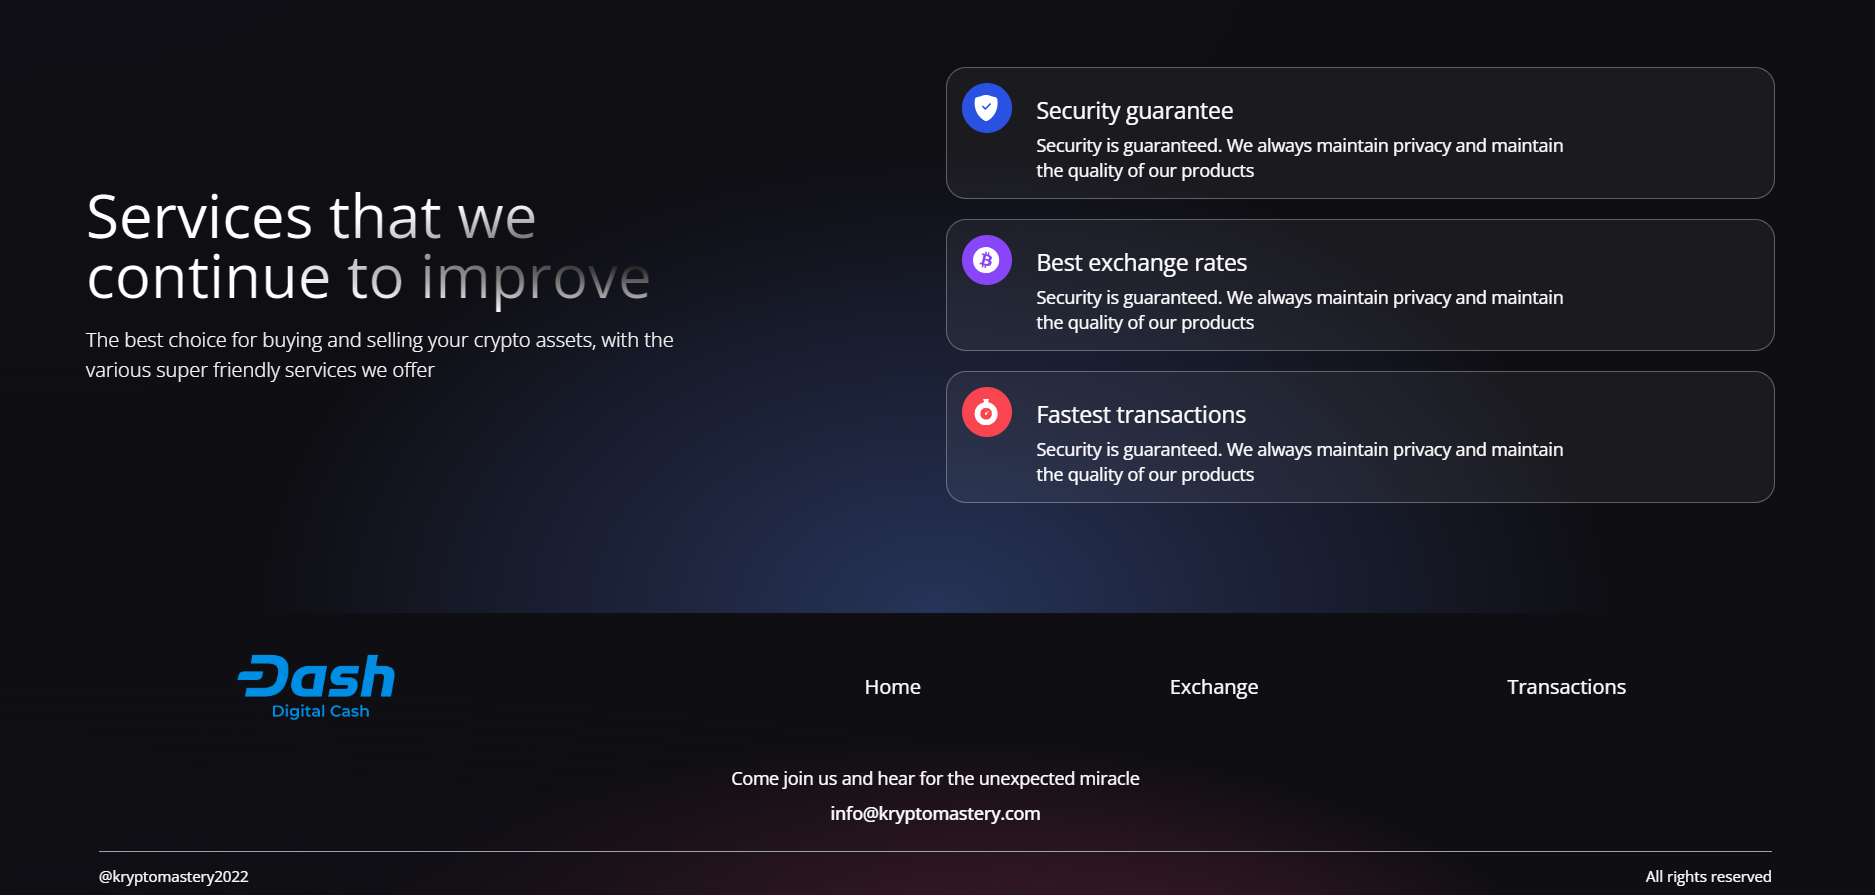 Services that we
continue to improve
The best choice for buying and selling your crypto assets, with the
various super friendly services we offer
Security guarantee
Security is guaranteed. We always maintain privacy and maintain
the quality of our products
Best exchange rates
Security is guaranteed. We always maintain privacy and maintain
the quality of our products
Fastest transactions
Security is guaranteed. We always maintain privacy and maintain
the quality of our products
Dash
Digital Cash
Home
Exchange
Transactions
Come join us and hear for the unexpected miracle
info@kryptomastery.com
@kryptomastery2022
All rights reserved